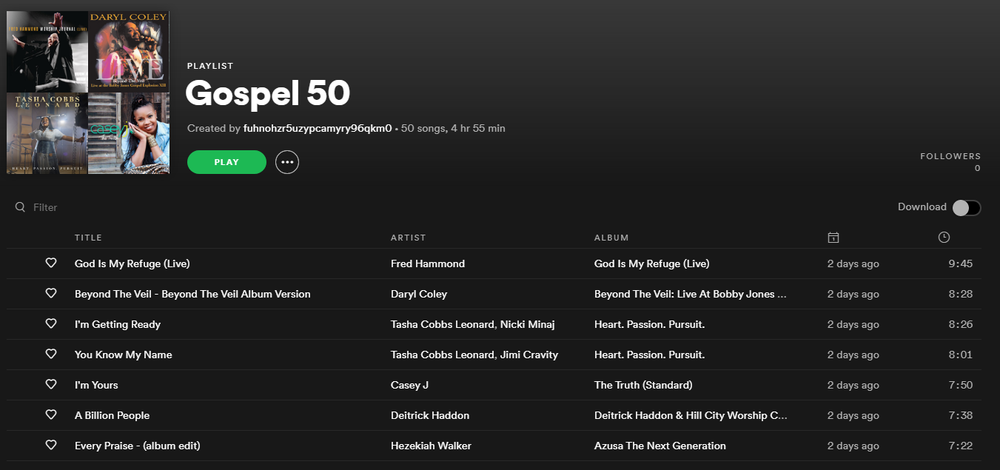 FRED HAMMOND WORSHIP JOURNAL (LIVE)
DARYL COLEY
LIVE
Beyond The Veil
Live at the Bobby Jones Gospel Explosion XIII
TASHA COBBS
LEONARD
HEART. PASSION. PURSUIT.
casey j
the truth
PLAYLIST
Gospel 50
Created by fuhnohzr5uzypcamyry96qkm0 • 50 songs, 4 hr 55 min
PLAY
FOLLOWERS
0
Filter
Download
TITLE ARTIST ALBUM
God Is My Refuge (Live) Fred Hammond God Is My Refuge (Live) 2 days ago 9:45
Beyond The Veil - Beyond The Veil Album Version Daryl Coley Beyond The Veil: Live At Bobby Jones ... 2 days ago 8:28
I'm Getting Ready Tasha Cobbs Leonard, Nicki Minaj Heart. Passion. Pursuit. 2 days ago 8:26
You Know My Name Tasha Cobbs Leonard, Jimi Cravity Heart. Passion. Pursuit. 2 days ago 8:01
I'm Yours Casey J The Truth (Standard) 2 days ago 7:50
A Billion People Deitrick Haddon Deitrick Haddon & Hill City Worship C... 2 days ago 7:38
Every Praise - (album edit) Hezekiah Walker Azusa The Next Generation 2 days ago 7:22